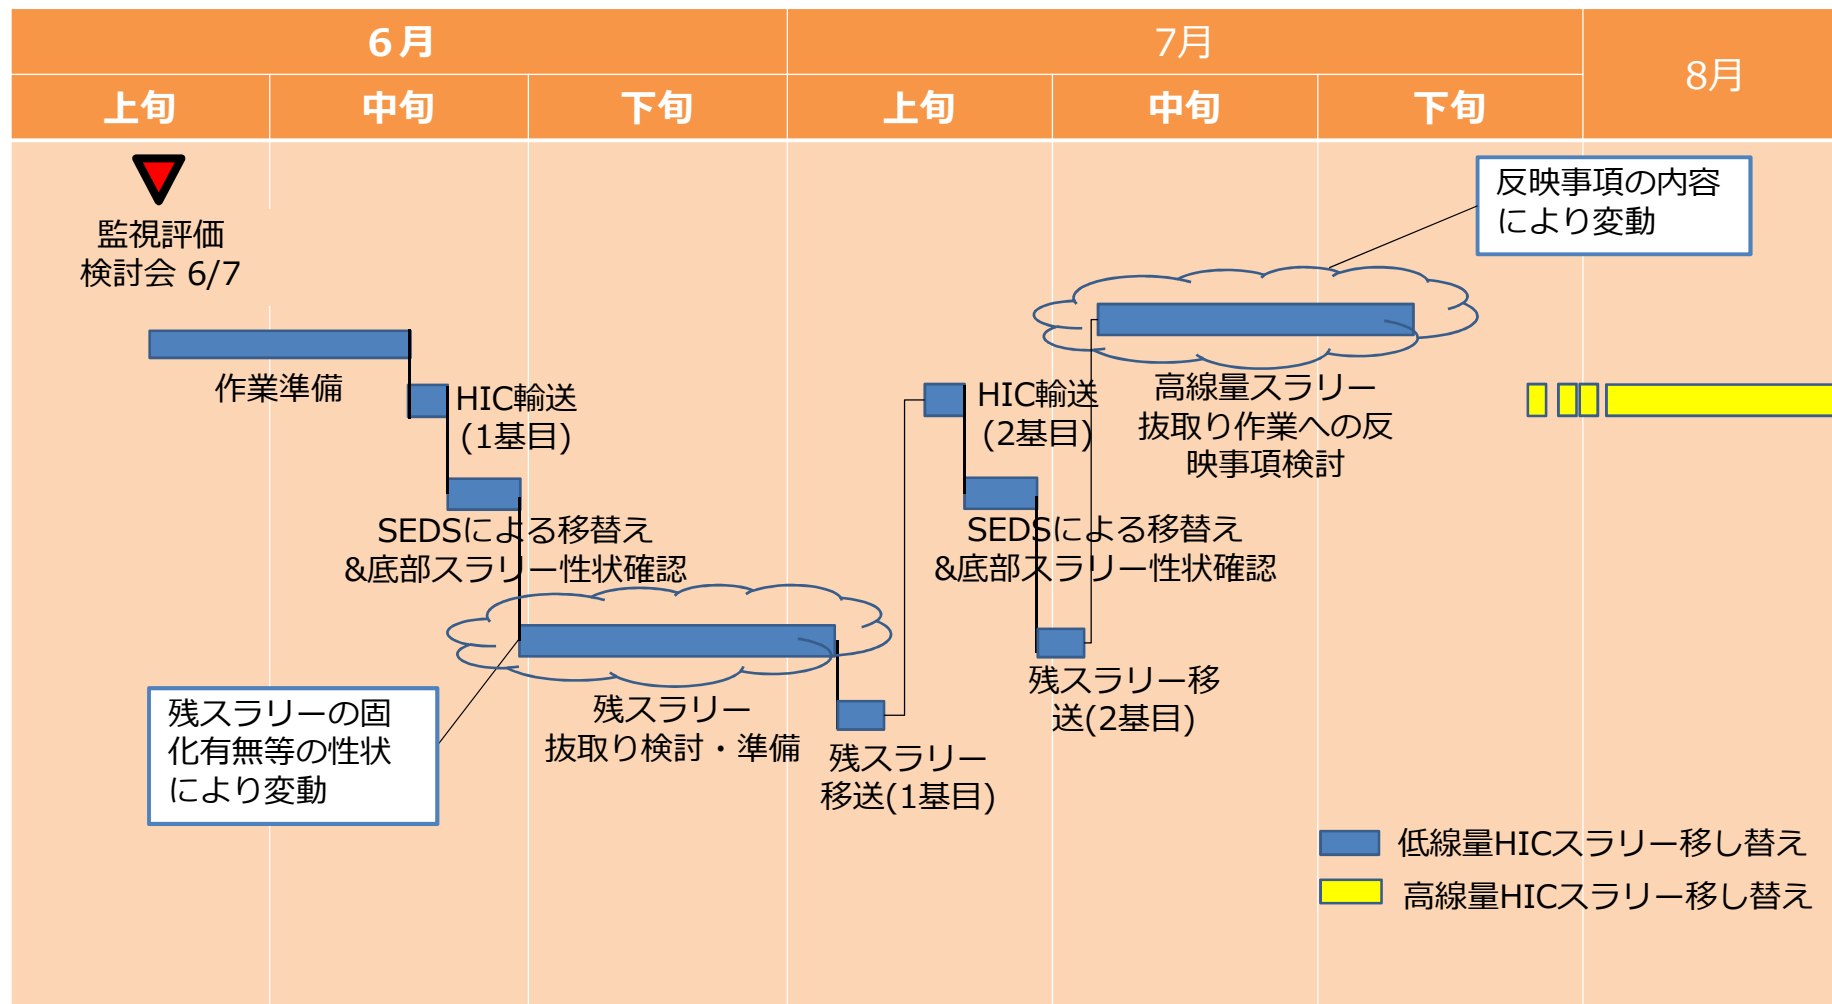 ６月
7月
8月
上旬
中旬
下旬
上旬
中旬
下旬
監視評価
検討会 6/7
反映事項の内容
により変動
作業準備
HIC輸送
(1基目)
SEDSによる移替え
&底部スラリー性状確認
残スラリーの固
化有無等の性状
により変動
残スラリー
抜取り検討・準備
残スラリー
移送(1基目)
HIC輸送
(2基目)
SEDSによる移替え
&底部スラリー性状確認
残スラリー移
送(2基目)
高線量スラリー
抜取り作業への反
映事項検討
低線量HICスラリー移し替え
高線量HICスラリー移し替え